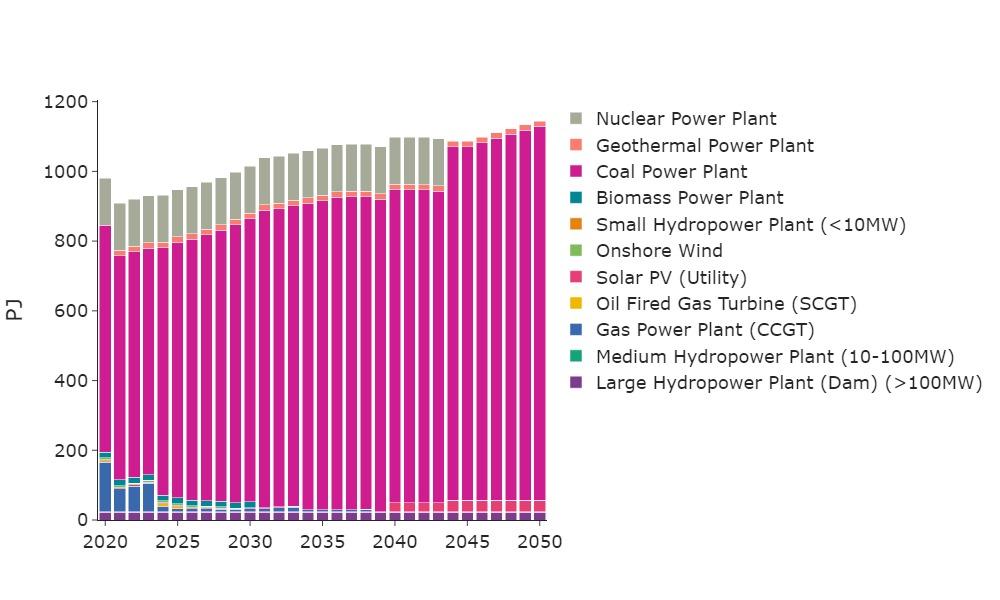 PJ
1200
1000
800
600
400
200
0
2020 2025 2030 2035 2040 2045 2050
Nuclear Power Plant
Geothermal Power Plant
Coal Power Plant
Biomass Power Plant
Small Hydropower Plant (<10MW)
Onshore Wind
Solar PV (Utility)
Oil Fired Gas Turbine (SCGT)
Gas Power Plant (CCGT)
Medium Hydropower Plant (10-100MW)
Large Hydropower Plant (Dam) (>100MW)